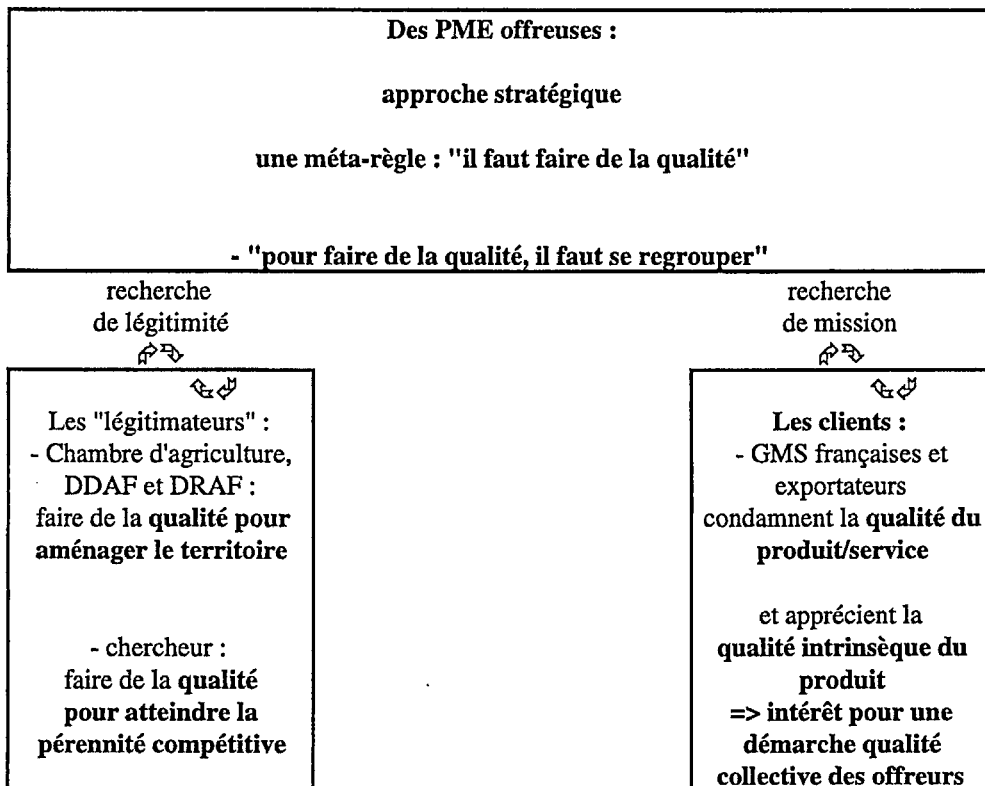 Des PME offreuses :
approche stratégique
une méta-règle : "il faut faire de la qualité"
- "pour faire de la qualité, il faut se regrouper"
recherche
de légitimité
recherche
de mission
Les "légitimateurs" :
- Chambre d'agriculture,
DDAF et DRAF :
faire de la qualité pour
aménager le territoire
- chercheur :
faire de la qualité
pour atteindre la
pérennité compétitive
Les clients :
- GMS françaises et
exportateurs
condamnent la qualité du
produit/service
et apprécient la
qualité intrinsèque du
produit
=> intérêt pour une
démarche qualité
collective des offreurs